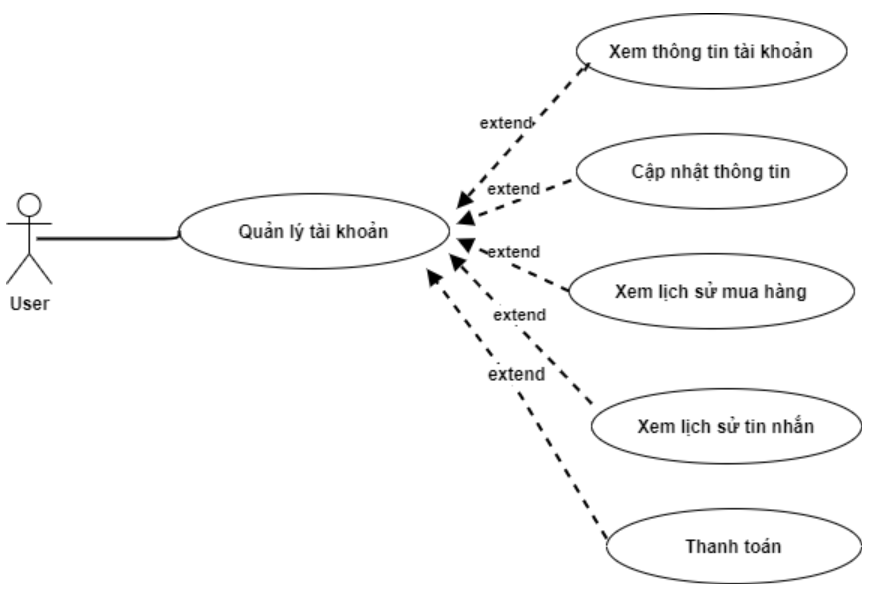 Xem thông tin tài khoản
extend
Cập nhật thông tin
extend
Quản lý tài khoản
extend
Xem lịch sử mua hàng
User
extend
extend
Xem lịch sử tin nhắn
Thanh toán